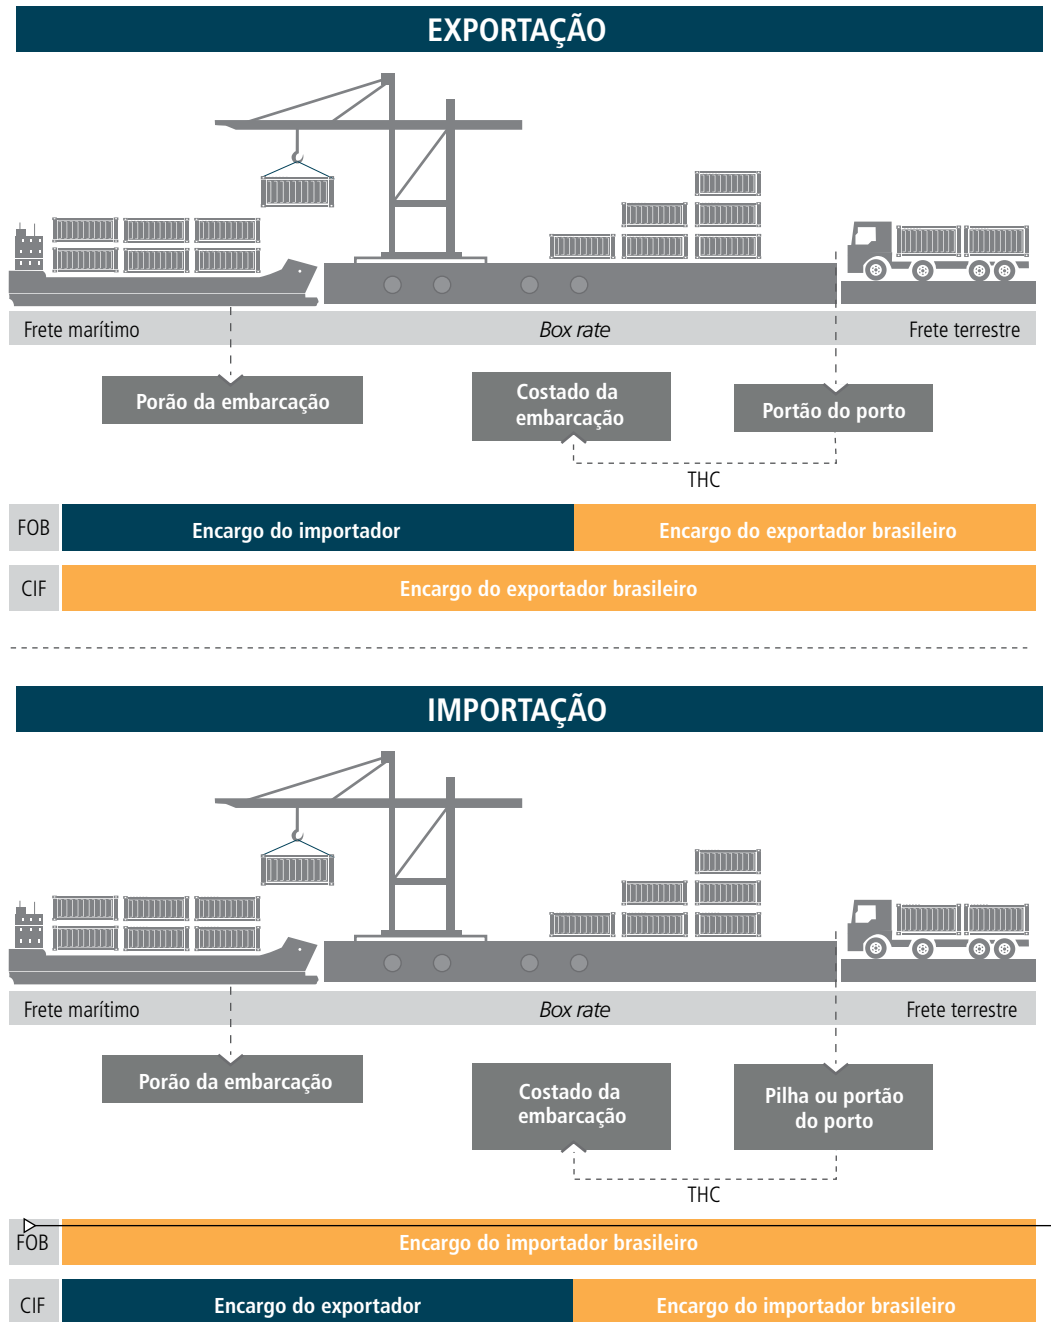 EXPORTAÇÃO
Frete marítimo
Box rate
Frete terrestre
Porão da embarcação
Costado da
embarcação
Portão do porto
THC
FOB
Encargo do importador
Encargo do exportador brasileiro
CIF
Encargo do exportador brasileiro
IMPORTAÇÃO
Frete marítimo
Box rate
Frete terrestre
Porão da embarcação
Costado da
embarcação
Pilha ou portão
do porto
THC
FOB
Encargo do importador brasileiro
CIF
Encargo do exportador
Encargo do importador brasileiro